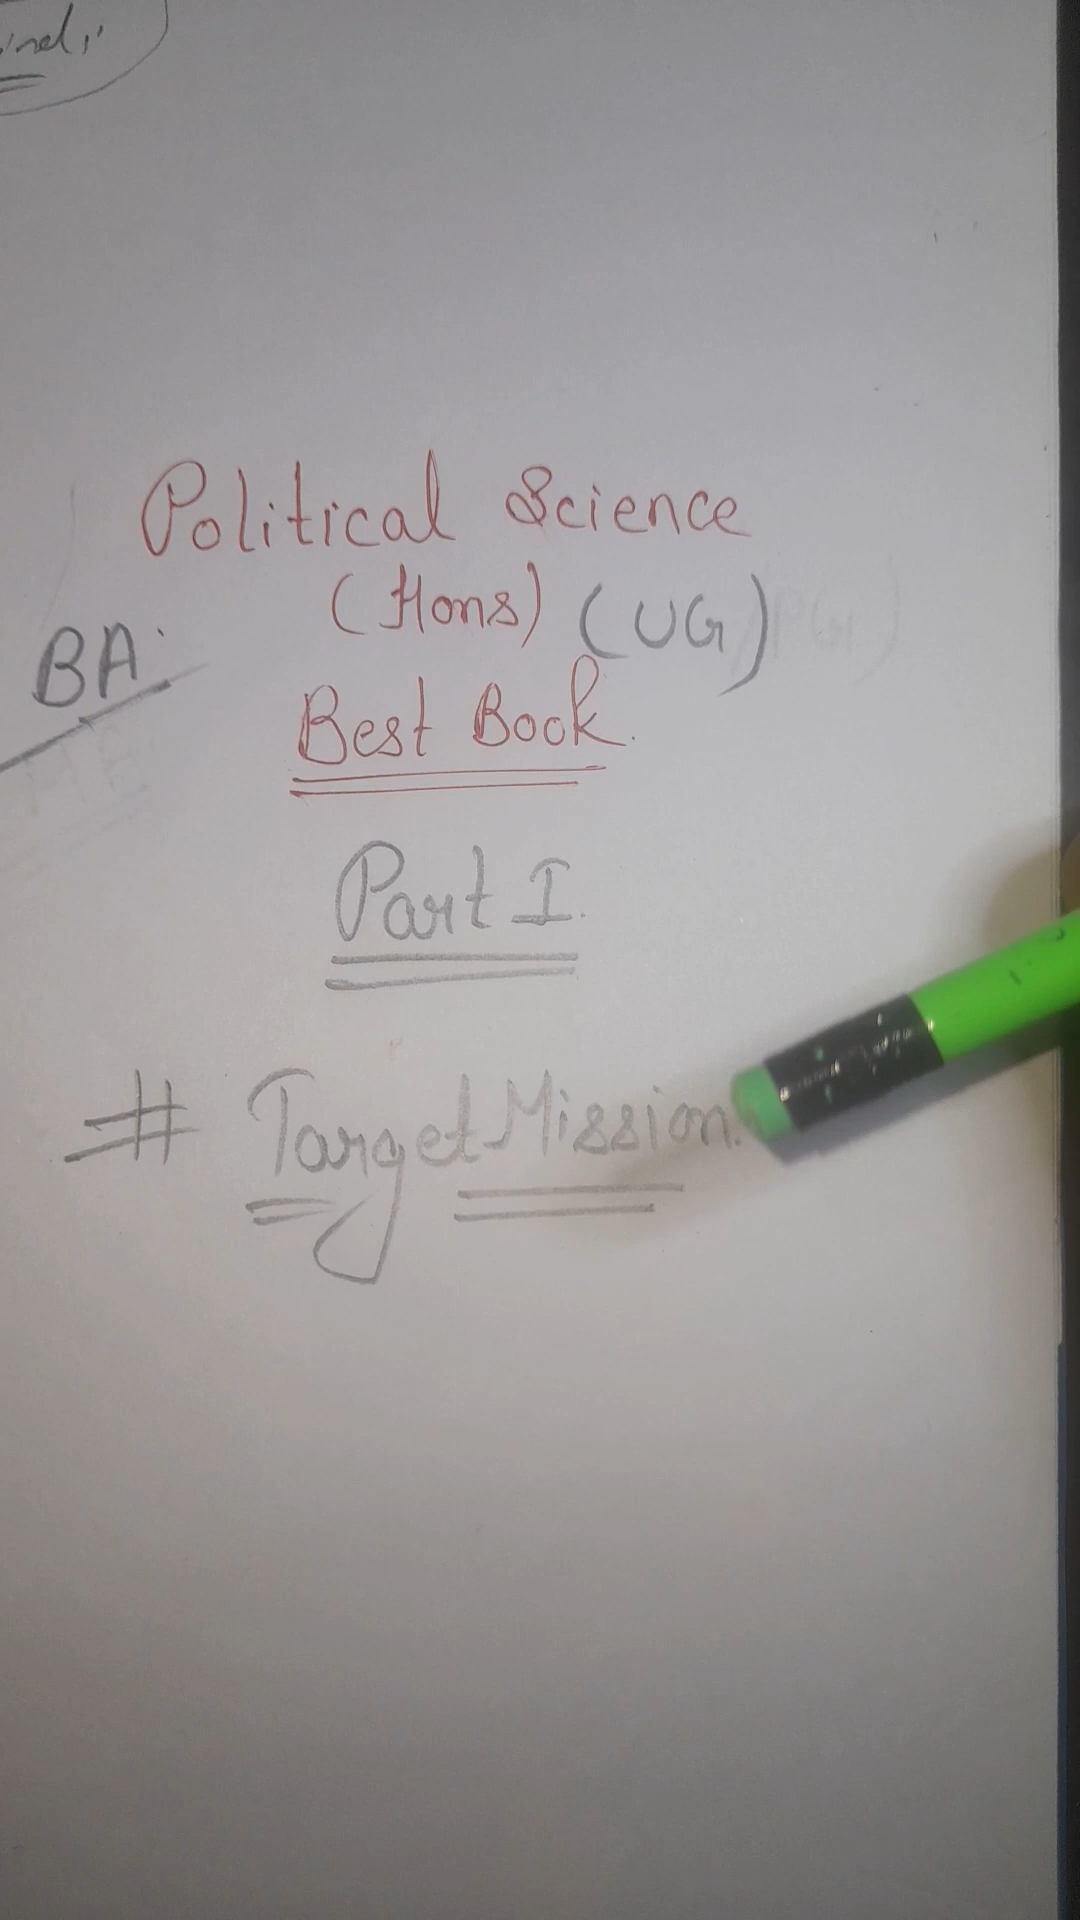 Political Science
(Hons) (UG)
BA.
Best Book.
Part I.
# Target Mission.